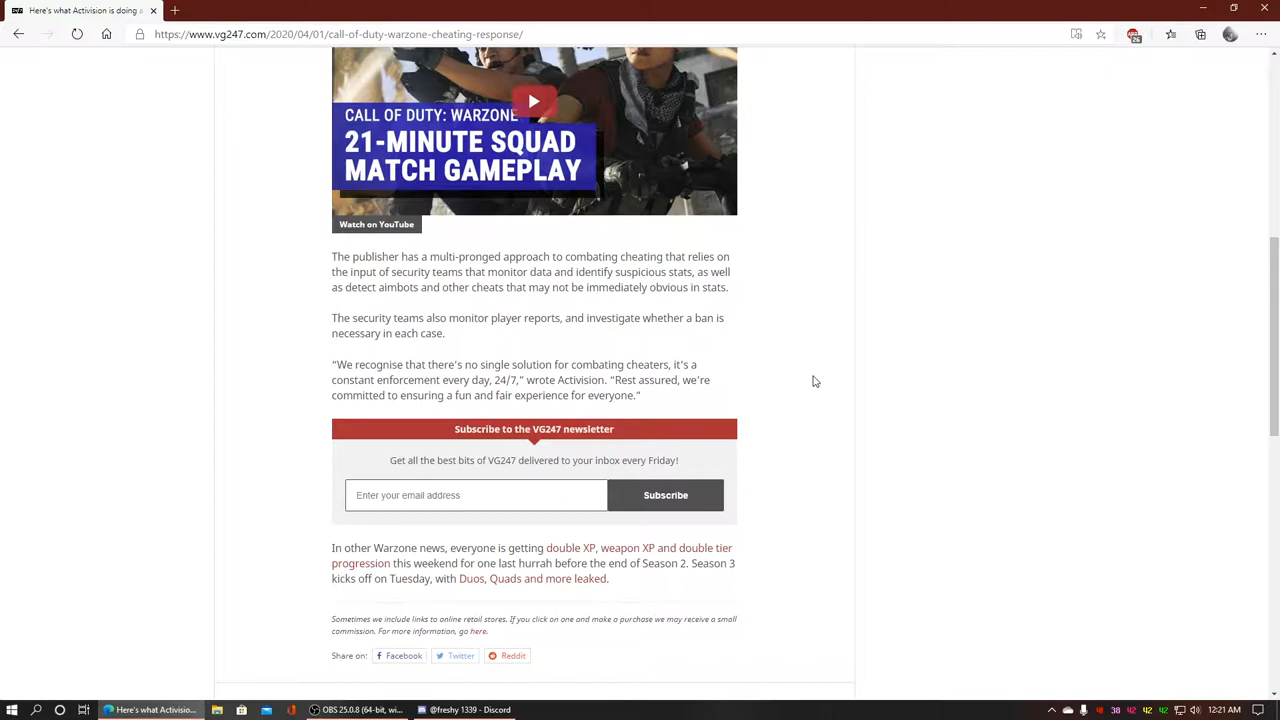 Here's what Activision is doing a
https://www.vg247.com/2020/04/01/call-of-duty-warzone-cheating-response/
CALL OF DUTY: WARZONE
21-MINUTE SQUAD
MATCH GAMEPLAY
Watch on YouTube
The publisher has a multi-pronged approach to combating cheating that relies on
the input of security teams that monitor data and identify suspicious stats, as well
as detect aimbots and other cheats that may not be immediately obvious in stats.
The security teams also monitor player reports, and investigate whether a ban is
necessary in each case.
“We recognise that there’s no single solution for combating cheaters, it’s a
constant enforcement every day, 24/7,” wrote Activision. “Rest assured, we’re
committed to ensuring a fun and fair experience for everyone.”
Subscribe to the VG247 newsletter
Get all the best bits of VG247 delivered to your inbox every Friday!
Enter your email address
Subscribe
In other Warzone news, everyone is getting double XP, weapon XP and double tier
progression this weekend for one last hurrah before the end of Season 2. Season 3
kicks off on Tuesday, with Duos, Quads and more leaked.
Sometimes we include links to online retail stores. If you click on one and make a purchase we may receive a small
commission. For more information, go here.
Share on: Facebook Twitter Reddit
Here's what Activisio... OBS 25.0.8 (64-bit, wi... @freshy 1339 - Discord 38 12:21 AM